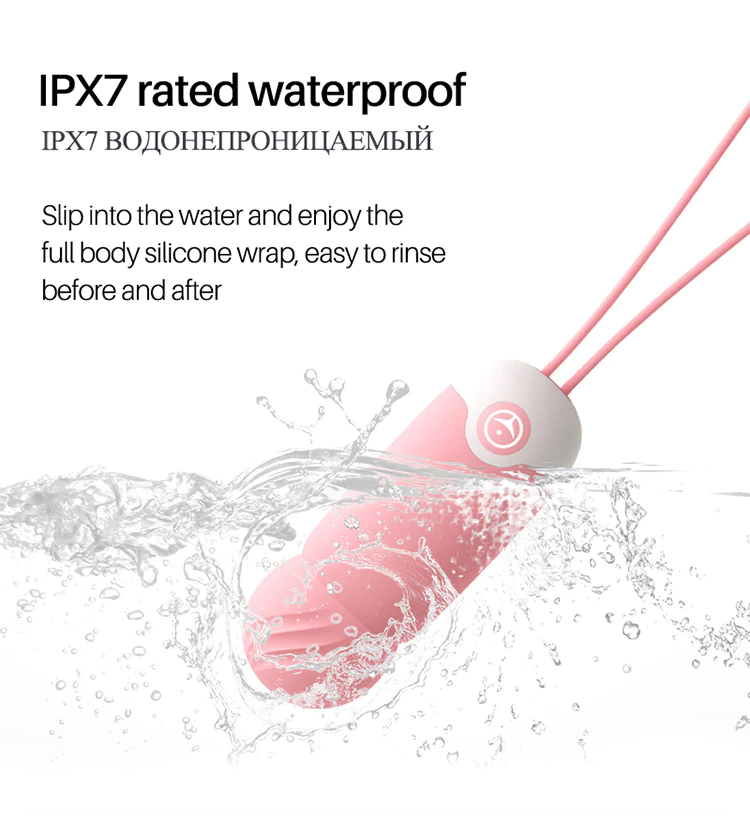 IPX7 rated waterproof
IPX7 ВОДОНЕПРОНИЦАЕМЫЙ
Slip into the water and enjoy the
full body silicone wrap, easy to rinse
before and after